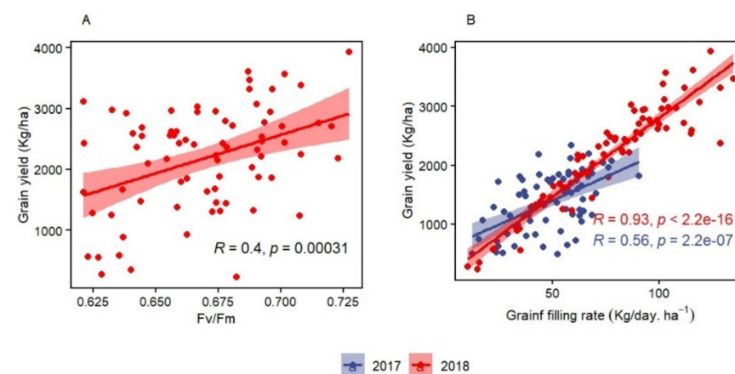 A
Grain yield (Kg/ha)
4000
3000
2000
1000
R = 0.4, p = 0.00031
0.625 0.650 0.675 0.700 0.725
Fv/Fm
B
Grain yield (Kg/ha)
4000
3000
2000
1000
R = 0.93, p < 2.2e-16
R = 0.56, p = 2.2e-07
50 100
Grainf filling rate (Kg/day. ha⁻¹)
2017 2018